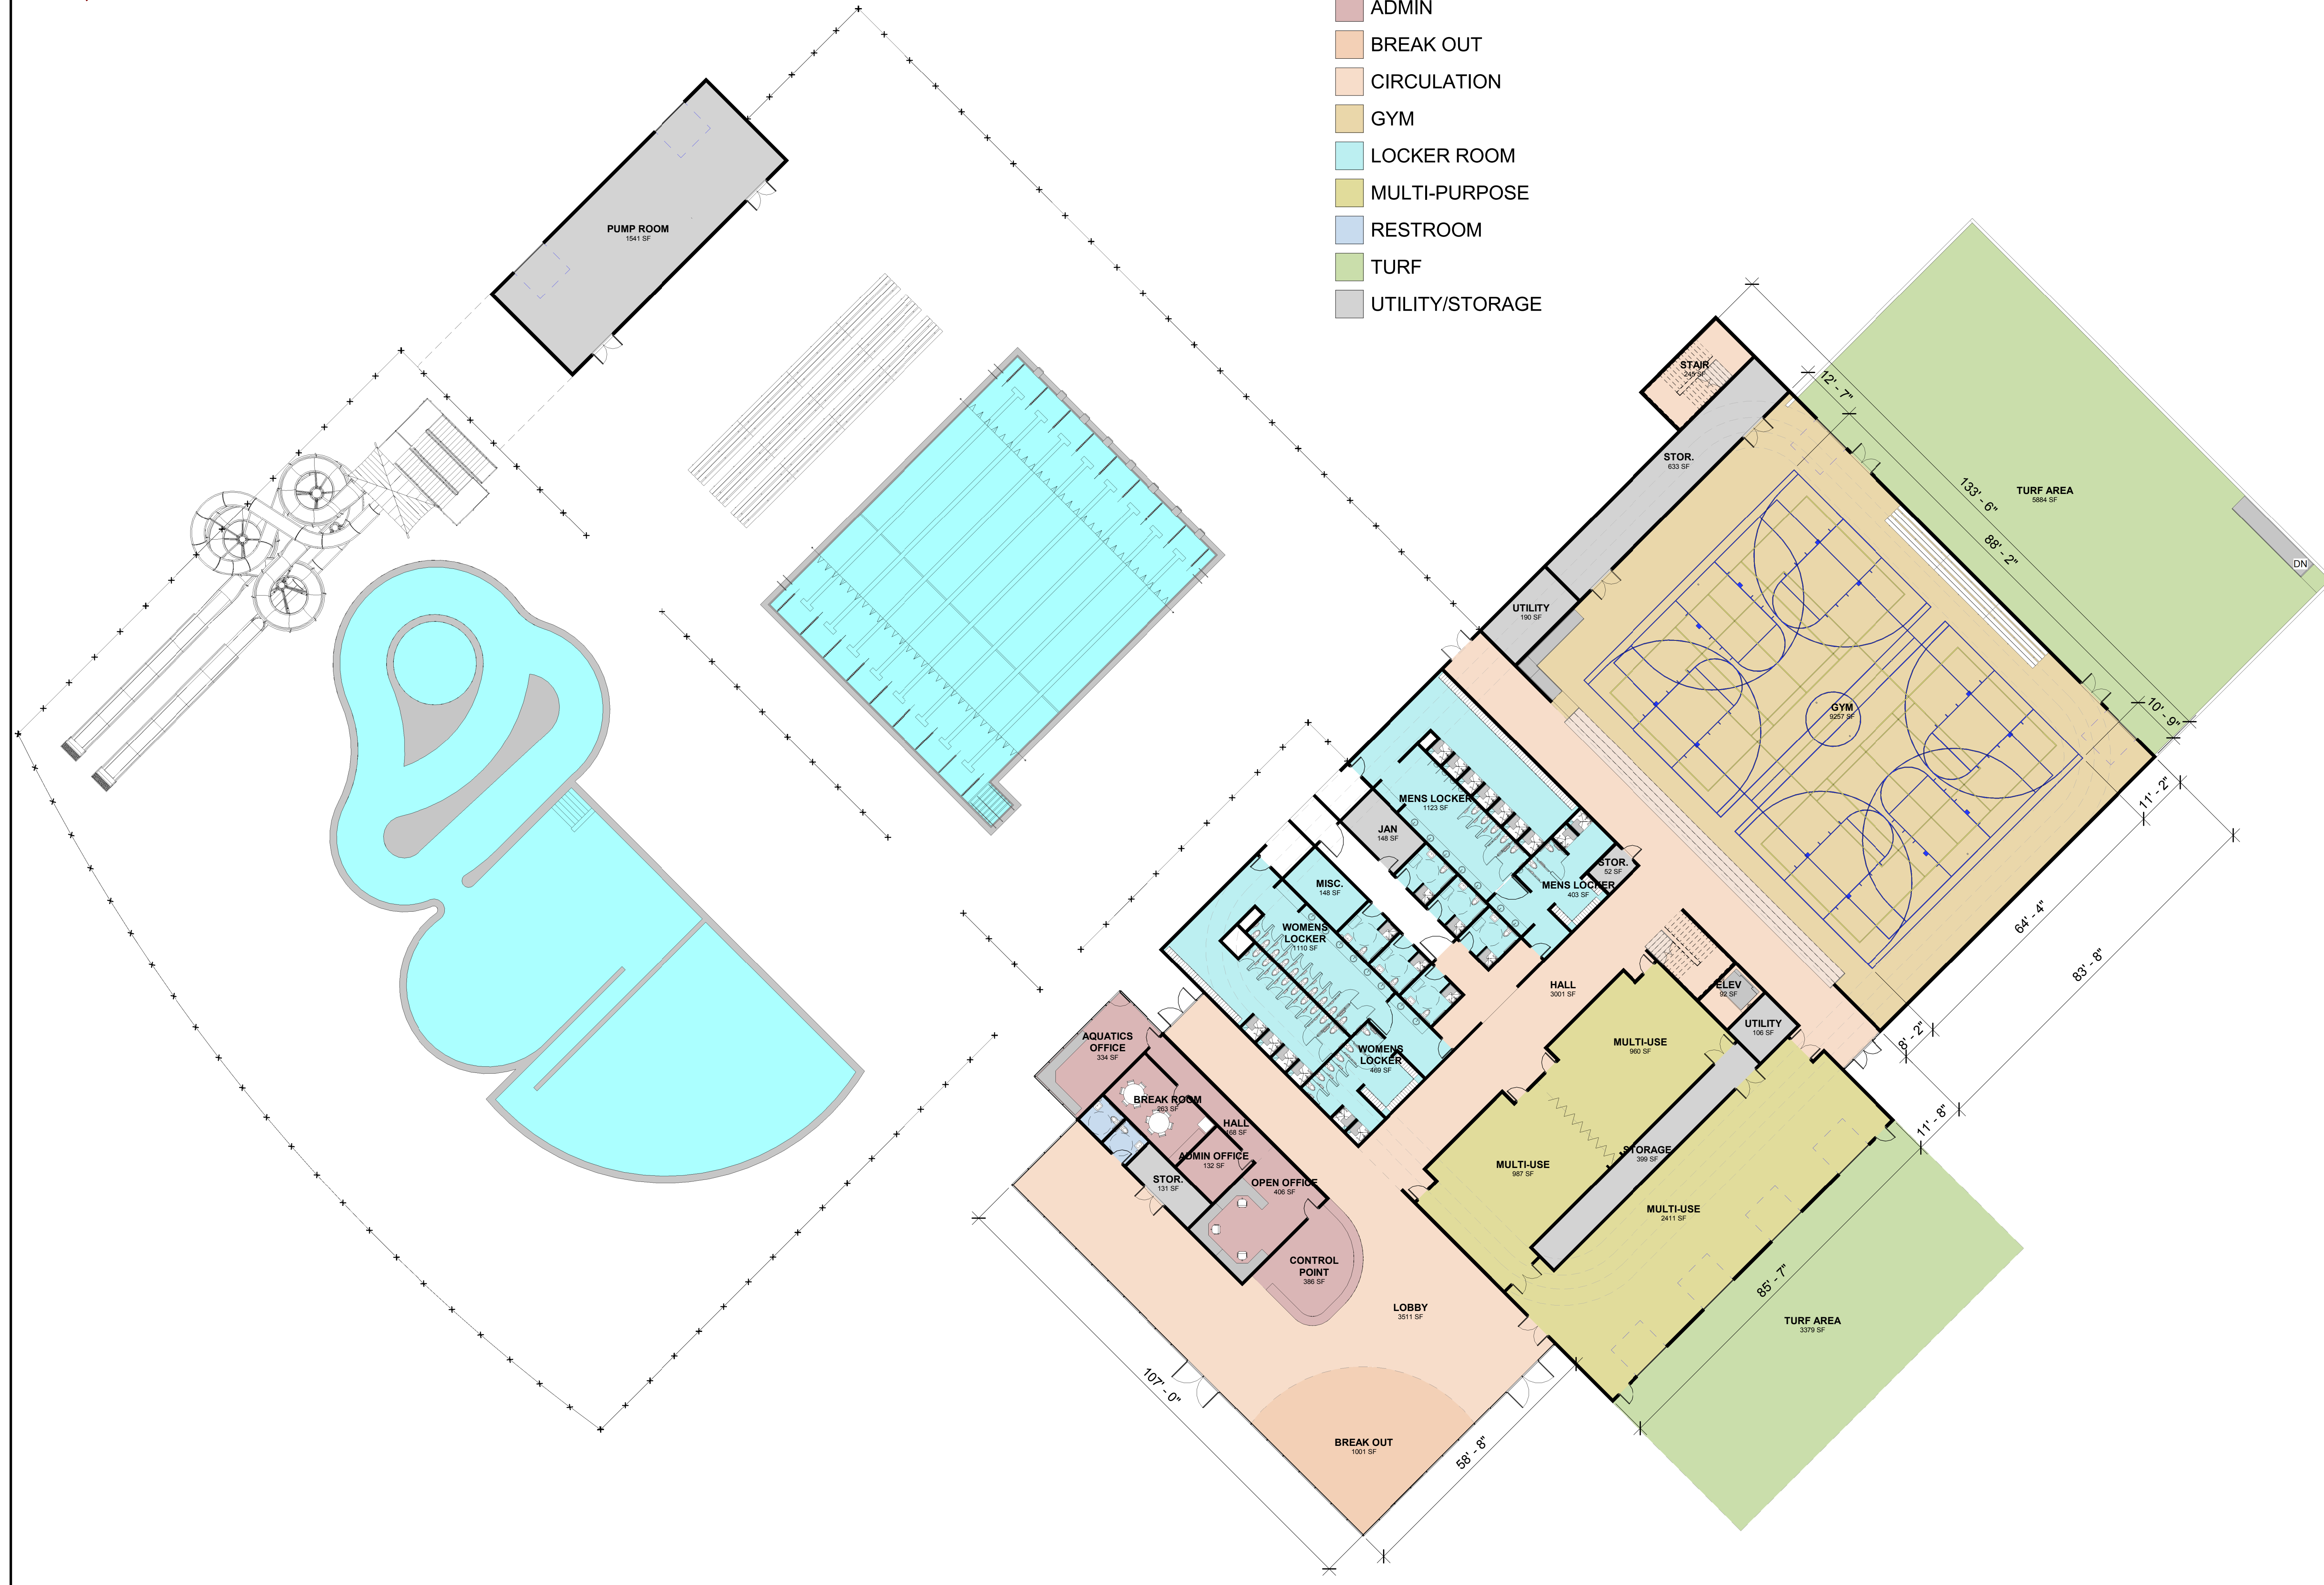 ADMIN
BREAK OUT
CIRCULATION
GYM
LOCKER ROOM
MULTI-PURPOSE
RESTROOM
TURF
UTILITY/STORAGE
PUMP ROOM
1541 SF
STAIR
245 SF
STOR.
633 SF
UTILITY
190 SF
12' - 7"
133' - 6"
88' - 2"
10' - 9"
TURF AREA
5884 SF
DN
GYM
9257 SF
11' - 2"
64' - 4"
83' - 8"
8' - 2"
11' - 8"
MENS LOCKER
1123 SF
JAN
148 SF
STOR.
52 SF
MENS LOCKER
403 SF
MISC.
148 SF
WOMENS
LOCKER
1110 SF
WOMENS
LOCKER
469 SF
HALL
3001 SF
ELEV
92 SF
UTILITY
106 SF
MULTI-USE
960 SF
MULTI-USE
987 SF
STORAGE
399 SF
MULTI-USE
2411 SF
AQUATICS
OFFICE
334 SF
BREAK ROOM
263 SF
HALL
168 SF
ADMIN OFFICE
132 SF
STOR.
131 SF
OPEN OFFICE
406 SF
CONTROL
POINT
386 SF
LOBBY
3511 SF
85' - 7"
TURF AREA
3379 SF
107' - 0"
BREAK OUT
1001 SF
58' - 8"